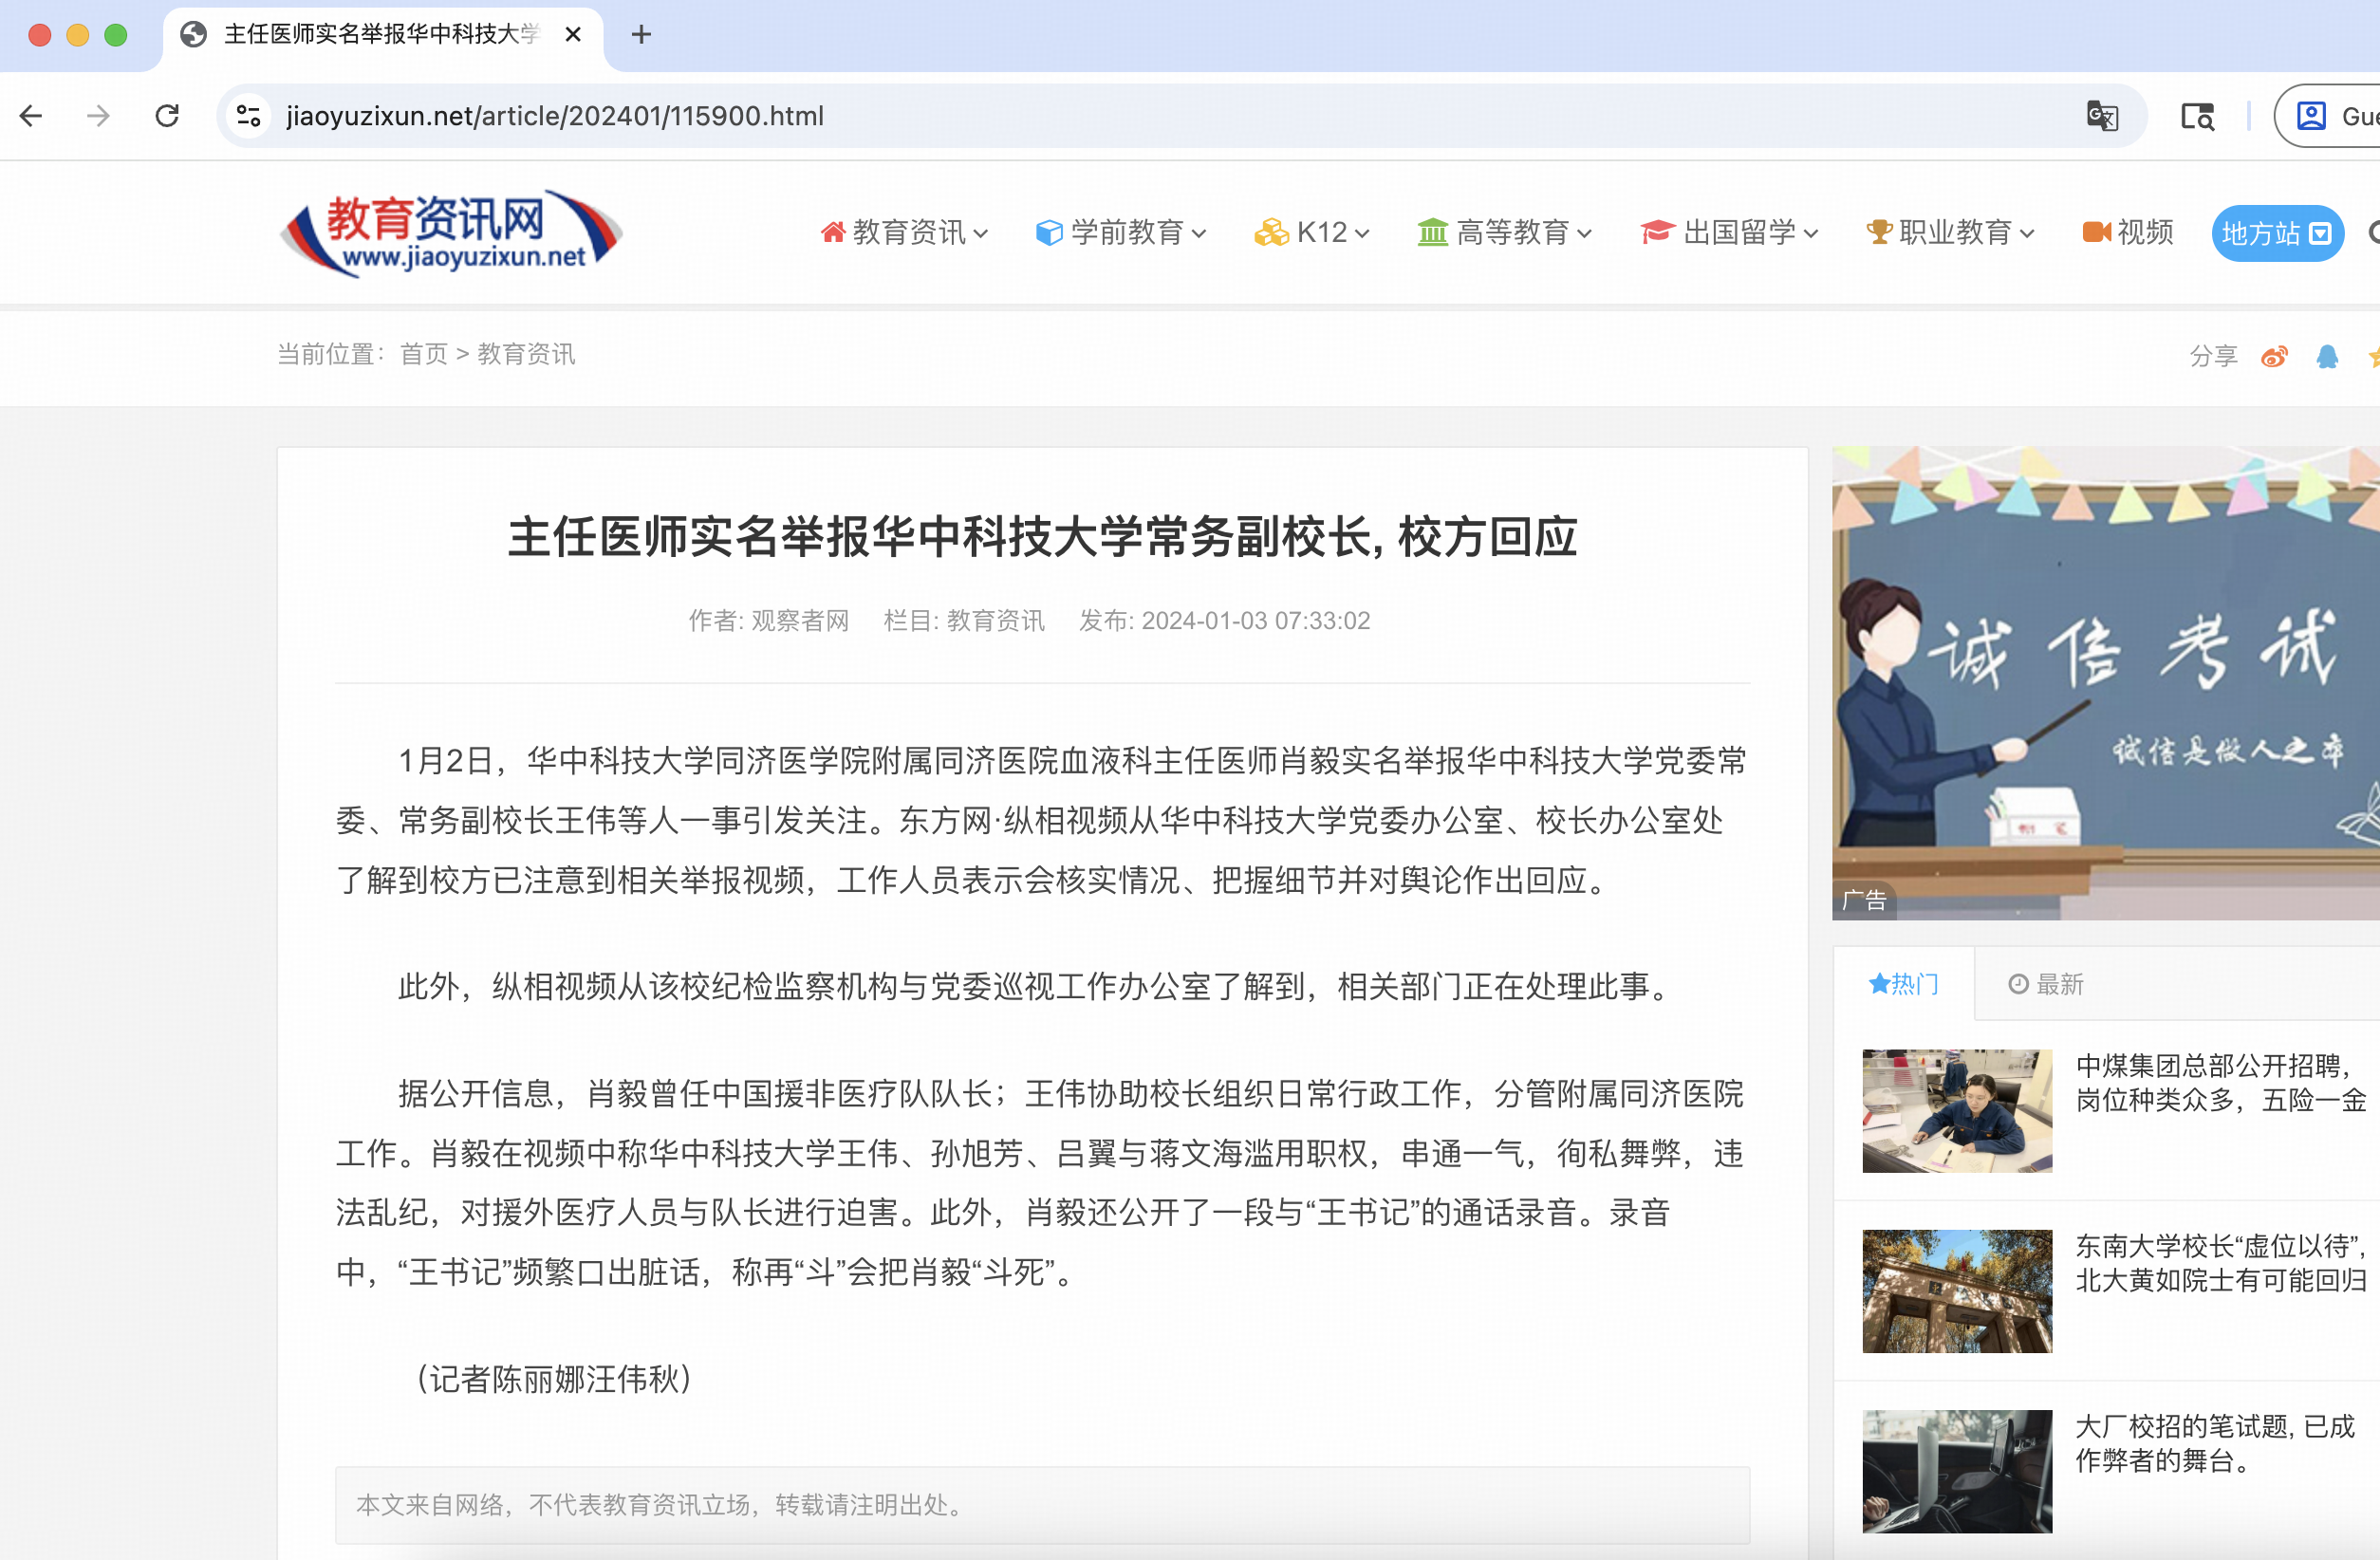 主任医师实名举报华中科技大学
jiaoyuzixun.net/article/202401/115900.html
教育资讯网
www.jiaoyuzixun.net
教育资讯 学前教育 K12 高等教育 出国留学 职业教育 视频 地方站
当前位置：首页 > 教育资讯
分享
主任医师实名举报华中科技大学常务副校长, 校方回应
作者: 观察者网 栏目: 教育资讯 发布: 2024-01-03 07:33:02
1月2日，华中科技大学同济医学院附属同济医院血液科主任医师肖毅实名举报华中科技大学党委常
委、常务副校长王伟等人一事引发关注。东方网·纵相视频从华中科技大学党委办公室、校长办公室处
了解到校方已注意到相关举报视频，工作人员表示会核实情况、把握细节并对舆论作出回应。
此外，纵相视频从该校纪检监察机构与党委巡视工作办公室了解到，相关部门正在处理此事。
据公开信息，肖毅曾任中国援非医疗队队长；王伟协助校长组织日常行政工作，分管附属同济医院
工作。肖毅在视频中称华中科技大学王伟、孙旭芳、吕翼与蒋文海滥用职权，串通一气，徇私舞弊，违
法乱纪，对援外医疗人员与队长进行迫害。此外，肖毅还公开了一段与“王书记”的通话录音。录音
中，“王书记”频繁口出脏话，称再“斗”会把肖毅“斗死”。
（记者陈丽娜汪伟秋）
本文来自网络，不代表教育资讯立场，转载请注明出处。
诚信考试
诚信是做人之本
广告
热门 最新
中煤集团总部公开招聘，
岗位种类众多，五险一金
东南大学校长“虚位以待”，
北大黄如院士有可能回归
大厂校招的笔试题, 已成
作弊者的舞台。